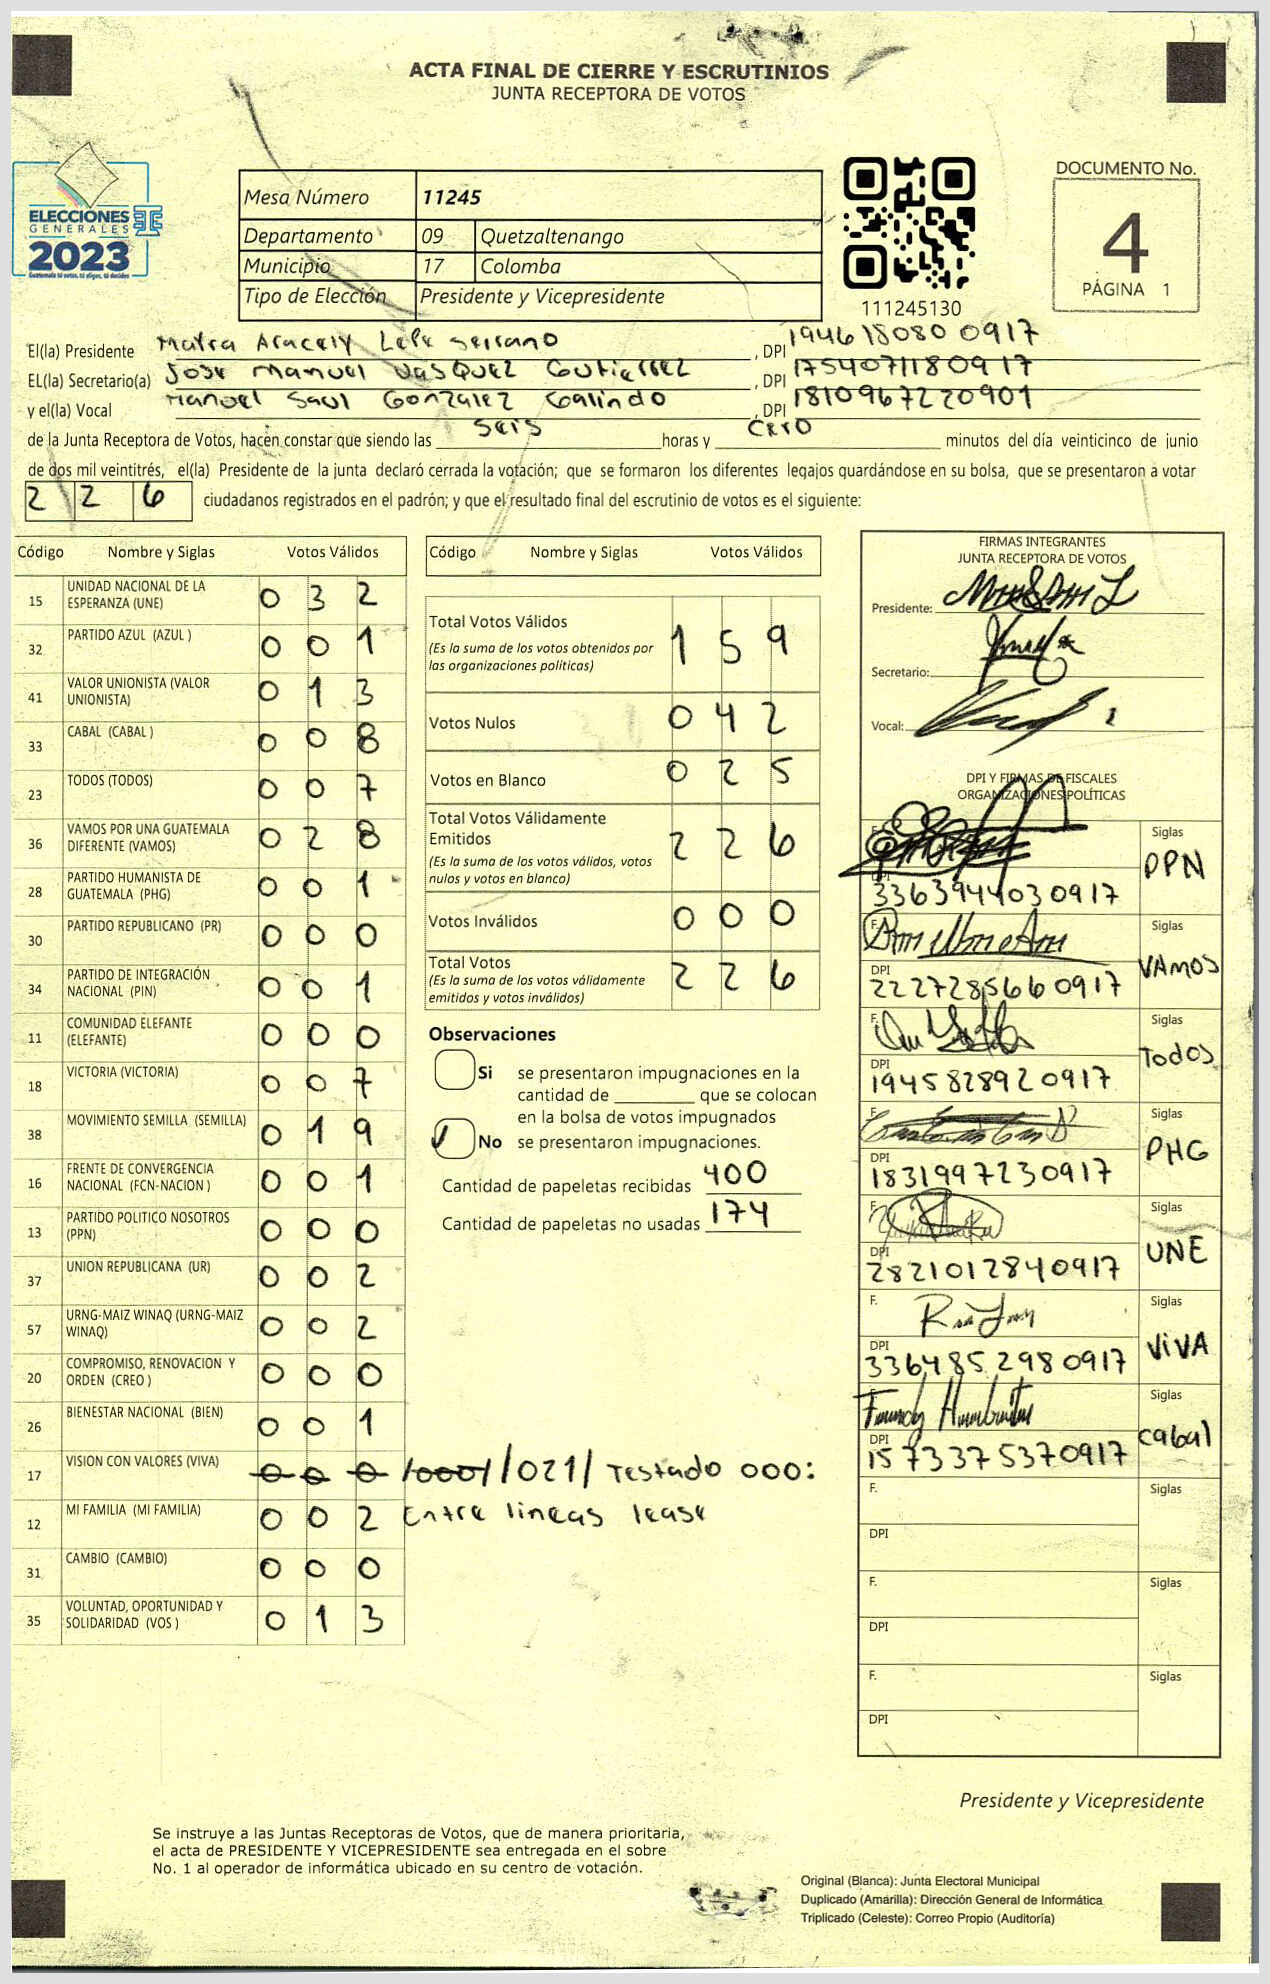 ACTA FINAL DE CIERRE Y ESCRUTINIOS
JUNTA RECEPTORA DE VOTOS
ELECCIONES
GENERALES
2023
Guatemala tú votas, tú eliges, tú decides
Mesa Número 11245
Departamento 09 Quetzaltenango
Municipio 17 Colomba
Tipo de Elección Presidente y Vicepresidente
111245130
DOCUMENTO No.
4
PÁGINA 1
El(la) Presidente Maira Aracely Lepe Serrano , DPI 1946180800917
EL(la) Secretario(a) Jose Manuel Vasquez Gutierrez , DPI 1754071180917
y el(la) Vocal Manuel Saul Gonzalez Galindo , DPI 1810967220901
de la Junta Receptora de Votos, hacen constar que siendo las seis horas y cero minutos del día veinticinco de junio
de dos mil veintitrés, el(la) Presidente de la junta declaró cerrada la votación; que se formaron los diferentes legajos quardándose en su bolsa, que se presentaron a votar
2 2 6 ciudadanos registrados en el padrón; y que el resultado final del escrutinio de votos es el siguiente:
Código Nombre y Siglas Votos Válidos
15 UNIDAD NACIONAL DE LA ESPERANZA (UNE) 0 3 2
32 PARTIDO AZUL (AZUL ) 0 0 1
41 VALOR UNIONISTA (VALOR UNIONISTA) 0 1 3
33 CABAL (CABAL ) 0 0 8
23 TODOS (TODOS) 0 0 7
36 VAMOS POR UNA GUATEMALA DIFERENTE (VAMOS) 0 2 8
28 PARTIDO HUMANISTA DE GUATEMALA (PHG) 0 0 1
30 PARTIDO REPUBLICANO (PR) 0 0 0
34 PARTIDO DE INTEGRACIÓN NACIONAL (PIN) 0 0 1
11 COMUNIDAD ELEFANTE (ELEFANTE) 0 0 0
18 VICTORIA (VICTORIA) 0 0 7
38 MOVIMIENTO SEMILLA (SEMILLA) 0 1 9
16 FRENTE DE CONVERGENCIA NACIONAL (FCN-NACION ) 0 0 1
13 PARTIDO POLITICO NOSOTROS (PPN) 0 0 0
37 UNION REPUBLICANA (UR) 0 0 2
57 URNG-MAIZ WINAQ (URNG-MAIZ WINAQ) 0 0 2
20 COMPROMISO, RENOVACION Y ORDEN (CREO ) 0 0 0
26 BIENESTAR NACIONAL (BIEN) 0 0 1
17 VISION CON VALORES (VIVA) 0 0 0 /000//021/ Testado 000:
12 MI FAMILIA (MI FAMILIA) 0 0 2 Entre lineas lease
31 CAMBIO (CAMBIO) 0 0 0
35 VOLUNTAD, OPORTUNIDAD Y SOLIDARIDAD (VOS ) 0 1 3
Código Nombre y Siglas Votos Válidos
Total Votos Válidos 1 5 9
(Es la suma de los votos obtenidos por
las organizaciones politicas)
Votos Nulos 0 4 2
Votos en Blanco 0 2 5
Total Votos Válidamente
Emitidos 2 2 6
(Es la suma de los votos válidos, votos
nulos y votos en blanco)
Votos Inválidos 0 0 0
Total Votos 2 2 6
(Es la suma de los votos válidamente
emitidos y votos inválidos)
Observaciones
Si se presentaron impugnaciones en la
cantidad de ________ que se colocan
en la bolsa de votos impugnados
No se presentaron impugnaciones.
Cantidad de papeletas recibidas 400
Cantidad de papeletas no usadas 174
FIRMAS INTEGRANTES
JUNTA RECEPTORA DE VOTOS
Presidente:
Secretario:
Vocal:
DPI Y FIRMAS DE FISCALES
ORGANIZACIONES POLÍTICAS
F. Siglas PPN
DPI 3363944030917
F. Siglas VAMOS
DPI 2227285660917
F. Siglas Todos
DPI 1945828920917
F. Siglas PHG
DPI 1831997230917
F. Siglas UNE
DPI 2821012840917
F. Siglas ViVA
DPI 3364852980917
F. Siglas cabal
DPI 1573375370917
F. Siglas
DPI
F. Siglas
DPI
F. Siglas
DPI
Presidente y Vicepresidente
Se instruye a las Juntas Receptoras de Votos, que de manera prioritaria,
el acta de PRESIDENTE Y VICEPRESIDENTE sea entregada en el sobre
No. 1 al operador de informática ubicado en su centro de votación.
Original (Blanca): Junta Electoral Municipal
Duplicado (Amarilla): Dirección General de Informática
Triplicado (Celeste): Correo Propio (Auditoría)